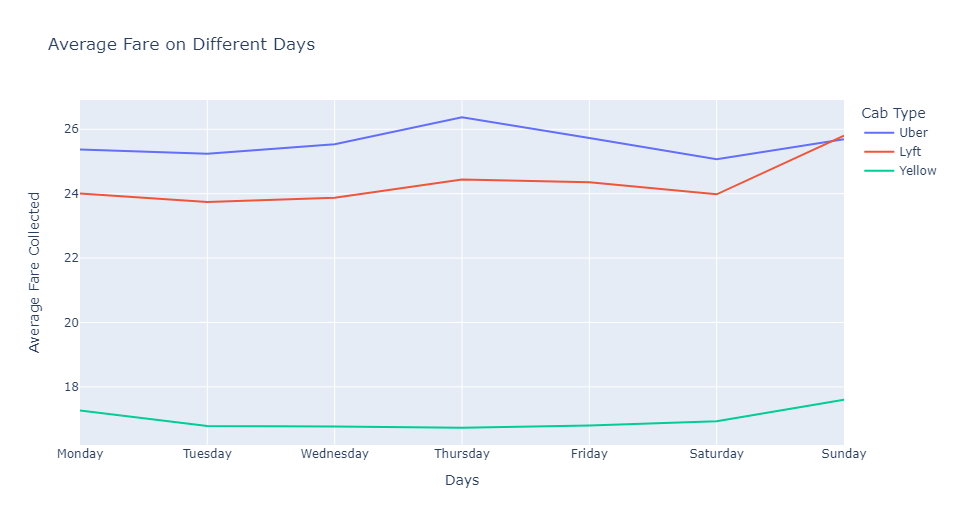 Average Fare on Different Days
Cab Type
Uber
Lyft
Yellow
Average Fare Collected
26
24
22
20
18
Monday Tuesday Wednesday Thursday Friday Saturday Sunday
Days